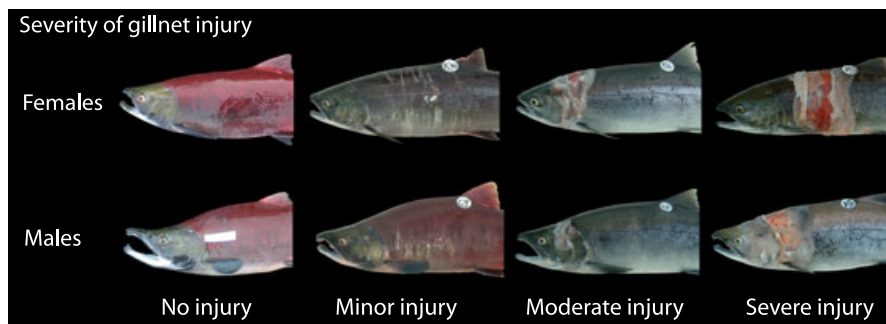 Severity of gillnet injury
Females
Males
No injury
Minor injury
Moderate injury
Severe injury